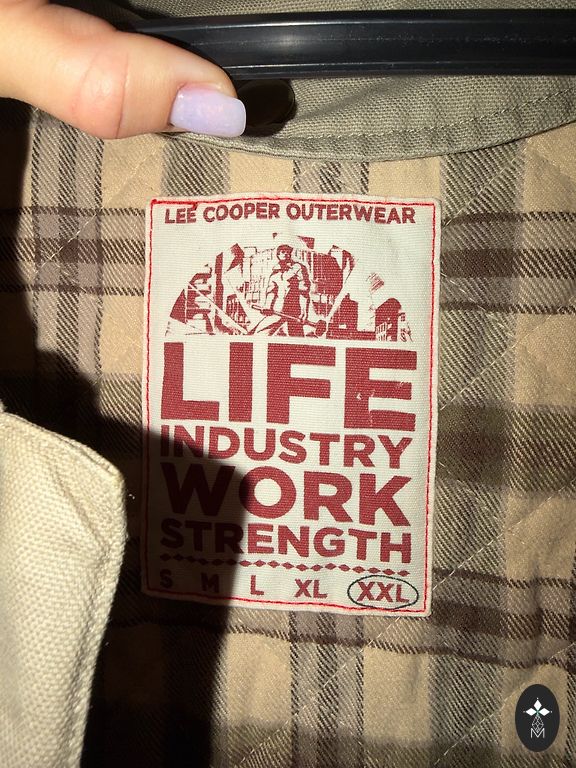 LEE COOPER OUTERWEAR
LIFE
INDUSTRY
WORK
STRENGTH
S M L XL XXL
M